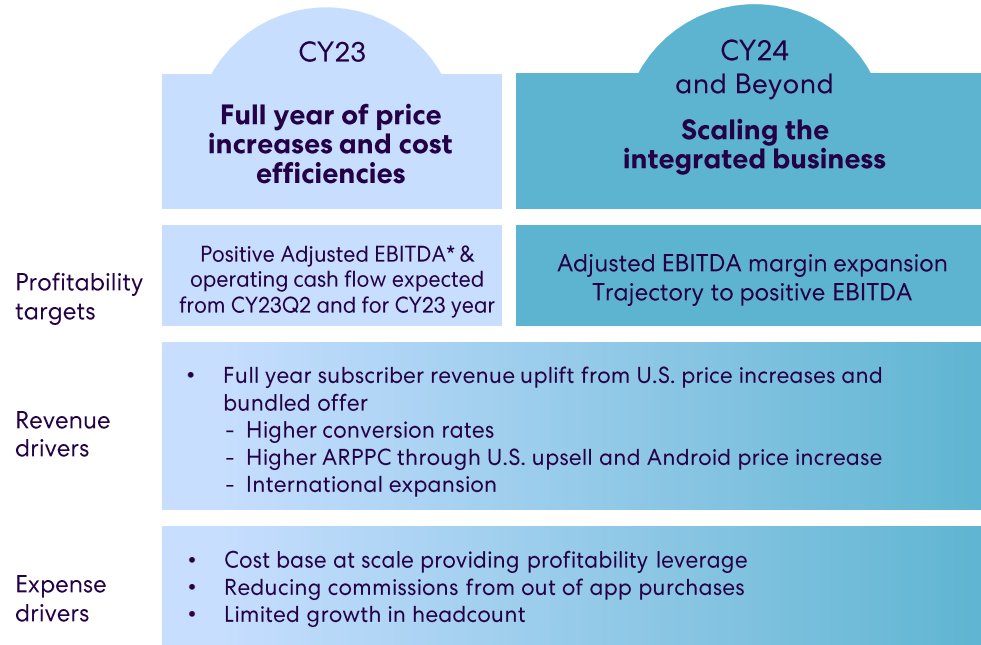 CY23
Full year of price
increases and cost
efficiencies
CY24
and Beyond
Scaling the
integrated business
Profitability
targets
Positive Adjusted EBITDA* &
operating cash flow expected
from CY23Q2 and for CY23 year
Adjusted EBITDA margin expansion
Trajectory to positive EBITDA
Revenue
drivers
• Full year subscriber revenue uplift from U.S. price increases and
bundled offer
- Higher conversion rates
- Higher ARPPC through U.S. upsell and Android price increase
- International expansion
Expense
drivers
• Cost base at scale providing profitability leverage
• Reducing commissions from out of app purchases
• Limited growth in headcount